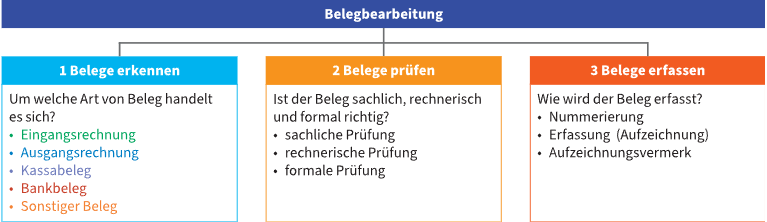 Belegbearbeitung
1 Belege erkennen
Um welche Art von Beleg handelt
es sich?
• Eingangsrechnung
• Ausgangsrechnung
• Kassabeleg
• Bankbeleg
• Sonstiger Beleg
2 Belege prüfen
Ist der Beleg sachlich, rechnerisch
und formal richtig?
• sachliche Prüfung
• rechnerische Prüfung
• formale Prüfung
3 Belege erfassen
Wie wird der Beleg erfasst?
• Nummerierung
• Erfassung (Aufzeichnung)
• Aufzeichnungsvermerk